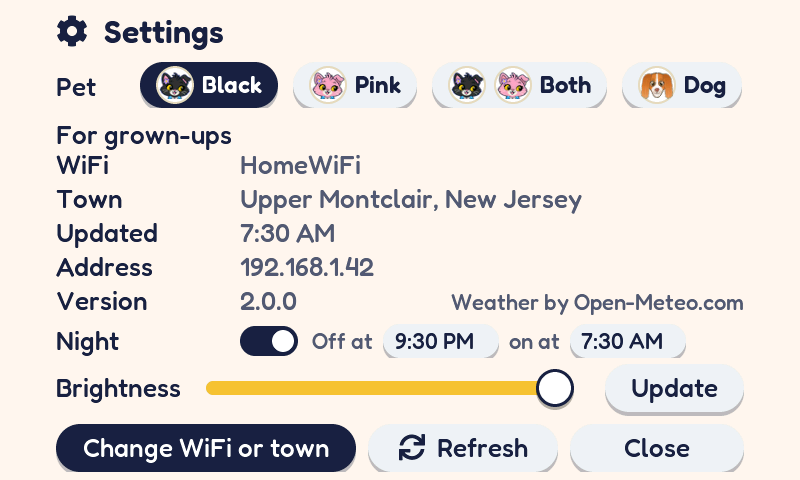 Settings
Pet Black Pink Both Dog
For grown-ups
WiFi HomeWiFi
Town Upper Montclair, New Jersey
Updated 7:30 AM
Address 192.168.1.42
Version 2.0.0 Weather by Open-Meteo.com
Night Off at 9:30 PM on at 7:30 AM
Brightness Update
Change WiFi or town Refresh Close